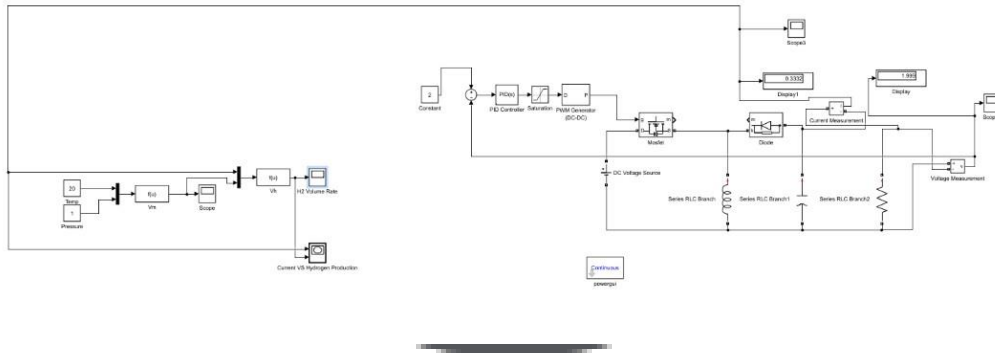 Scope3
0.3332
Display1
1.999
Display
Scope
2
Constant
PID(s)
PID Controller
Saturation
D
P
PWM Generator
(DC-DC)
Current Measurement
Mosfet
Diode
Voltage Measurement
DC Voltage Source
Series RLC Branch
Series RLC Branch1
Series RLC Branch2
f(u)
Vh
H2 Volume Rate
20
Temp
1
Pressure
f(u)
Vm
Scope
Current VS Hydrogen Production
Continuous
powergui